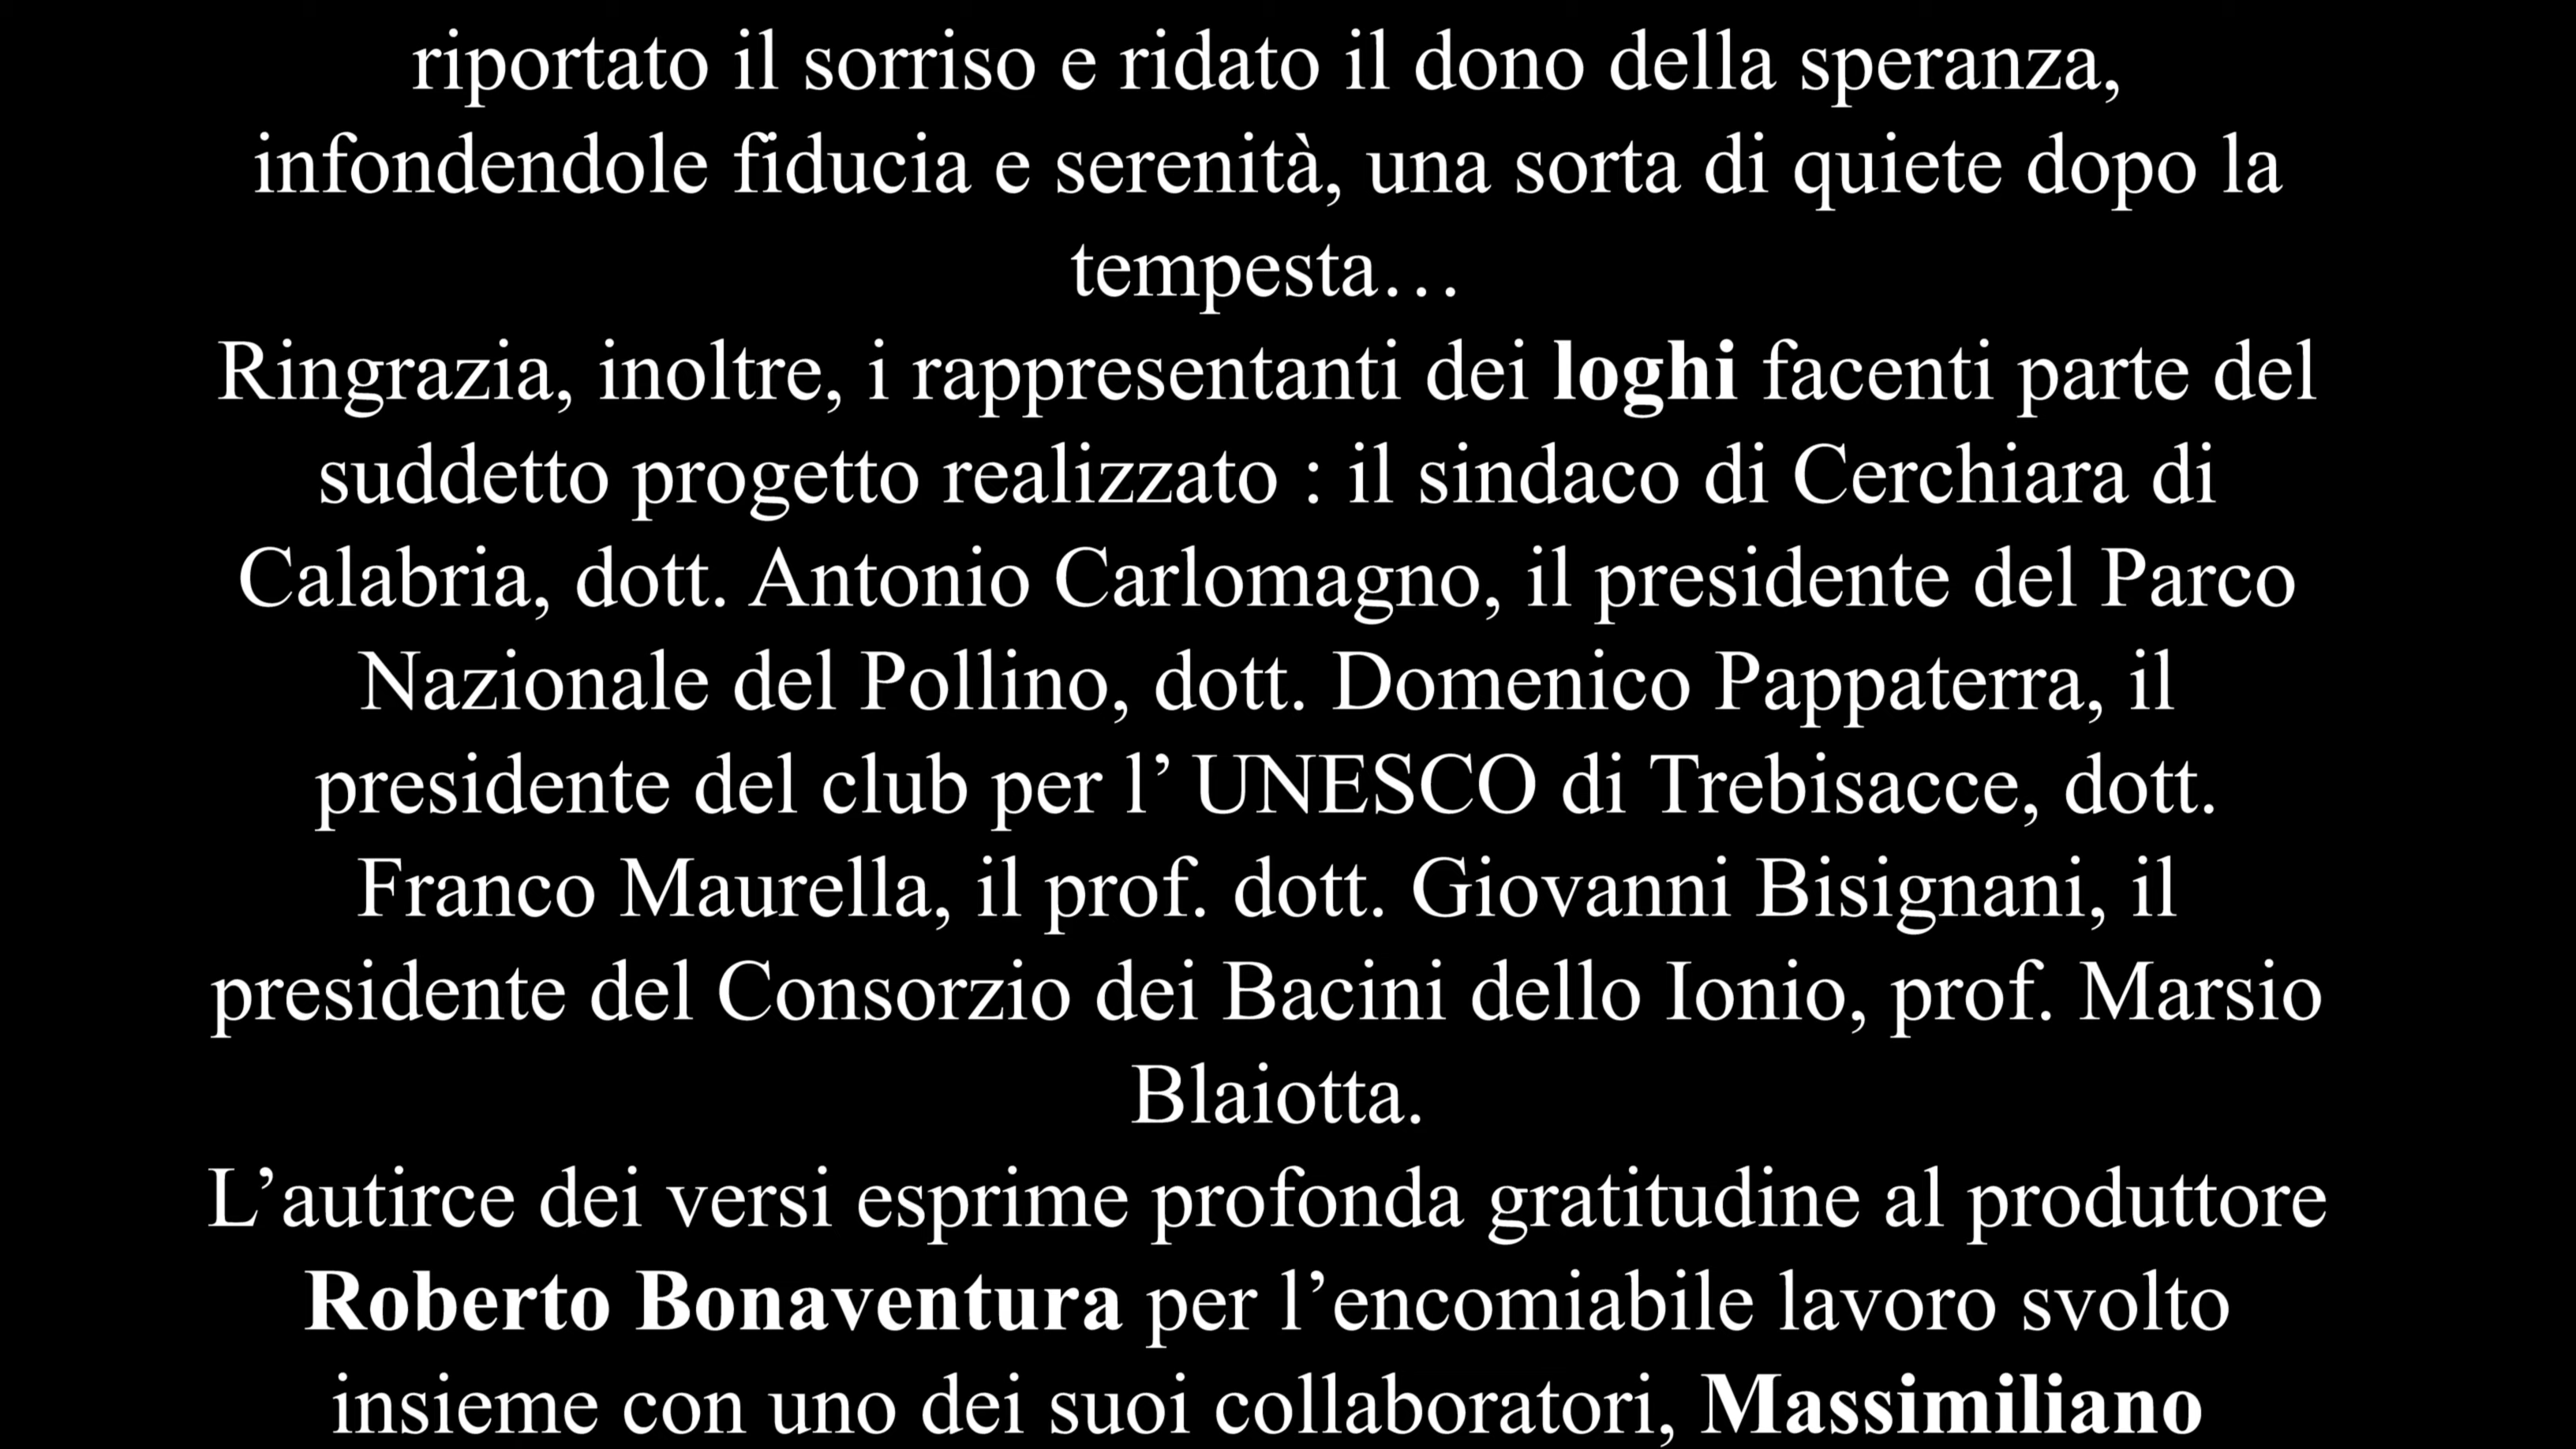 riportato il sorriso e ridato il dono della speranza,
infondendole fiducia e serenità, una sorta di quiete dopo la
tempesta…
Ringrazia, inoltre, i rappresentanti dei loghi facenti parte del
suddetto progetto realizzato : il sindaco di Cerchiara di
Calabria, dott. Antonio Carlomagno, il presidente del Parco
Nazionale del Pollino, dott. Domenico Pappaterra, il
presidente del club per l’ UNESCO di Trebisacce, dott.
Franco Maurella, il prof. dott. Giovanni Bisignani, il
presidente del Consorzio dei Bacini dello Ionio, prof. Marsio
Blaiotta.
L’autirce dei versi esprime profonda gratitudine al produttore
Roberto Bonaventura per l’encomiabile lavoro svolto
insieme con uno dei suoi collaboratori, Massimiliano